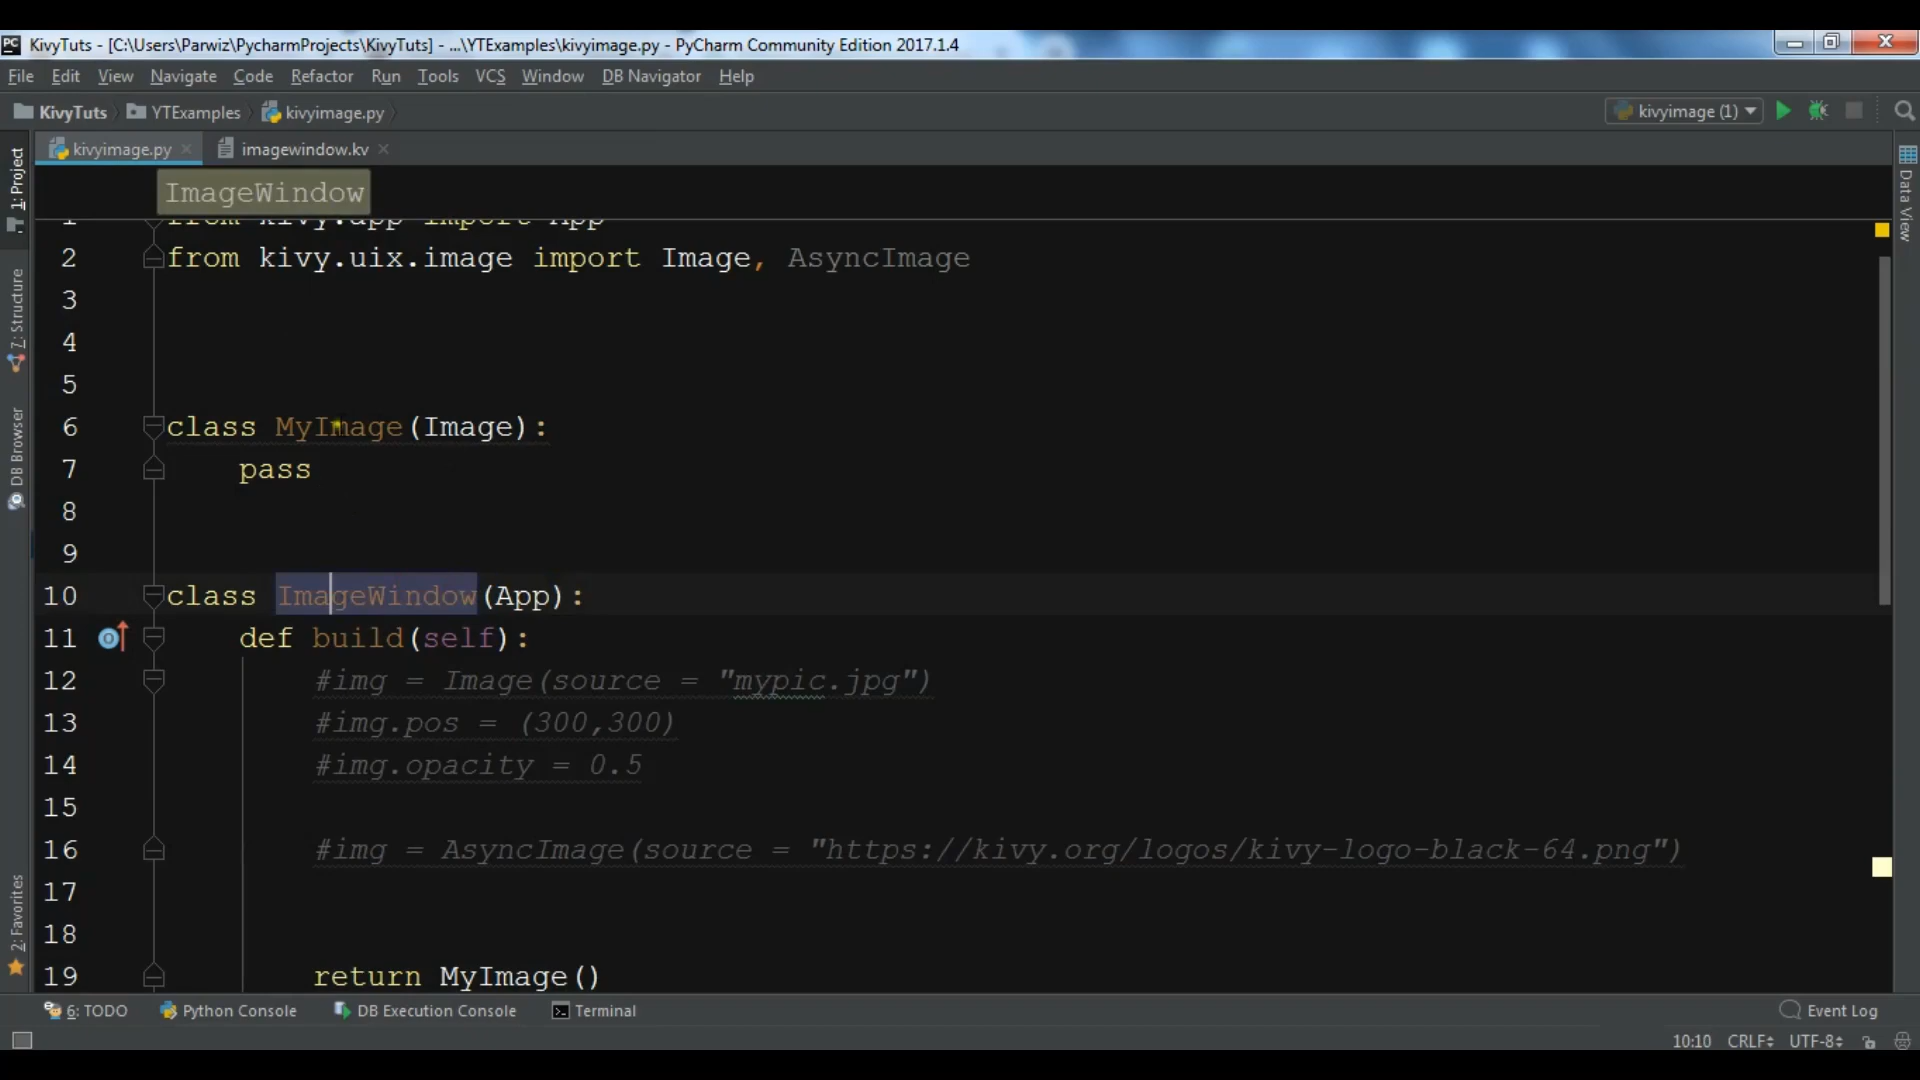 KivyTuts - [C:\Users\Parwiz\PycharmProjects\KivyTuts] - ...\YTExamples\kivyimage.py - PyCharm Community Edition 2017.1.4
File Edit View Navigate Code Refactor Run Tools VCS Window DB Navigator Help
KivyTuts YTExamples kivyimage.py kivyimage (1)
kivyimage.py imagewindow.kv
1: Project
7: Structure
DB Browser
2: Favorites
Data View
ImageWindow
1 from kivy.app import App
2 from kivy.uix.image import Image, AsyncImage
3
4
5
6 class MyImage(Image):
7 pass
8
9
10 class ImageWindow(App):
11 def build(self):
12 #img = Image(source = "mypic.jpg")
13 #img.pos = (300,300)
14 #img.opacity = 0.5
15
16 #img = AsyncImage(source = "https://kivy.org/logos/kivy-logo-black-64.png")
17
18
19 return MyImage()
6: TODO Python Console DB Execution Console Terminal Event Log
10:10 CRLF UTF-8